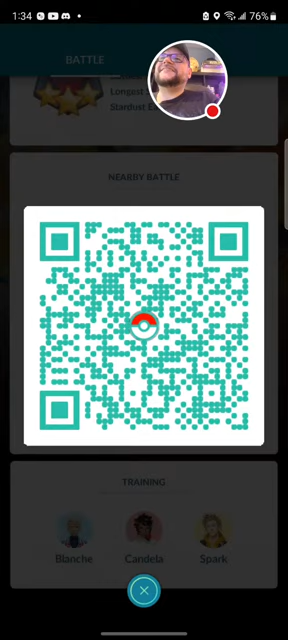 1:34
76%
BATTLE
Longest
Stardust E
NEARBY BATTLE
TRAINING
Blanche Candela Spark